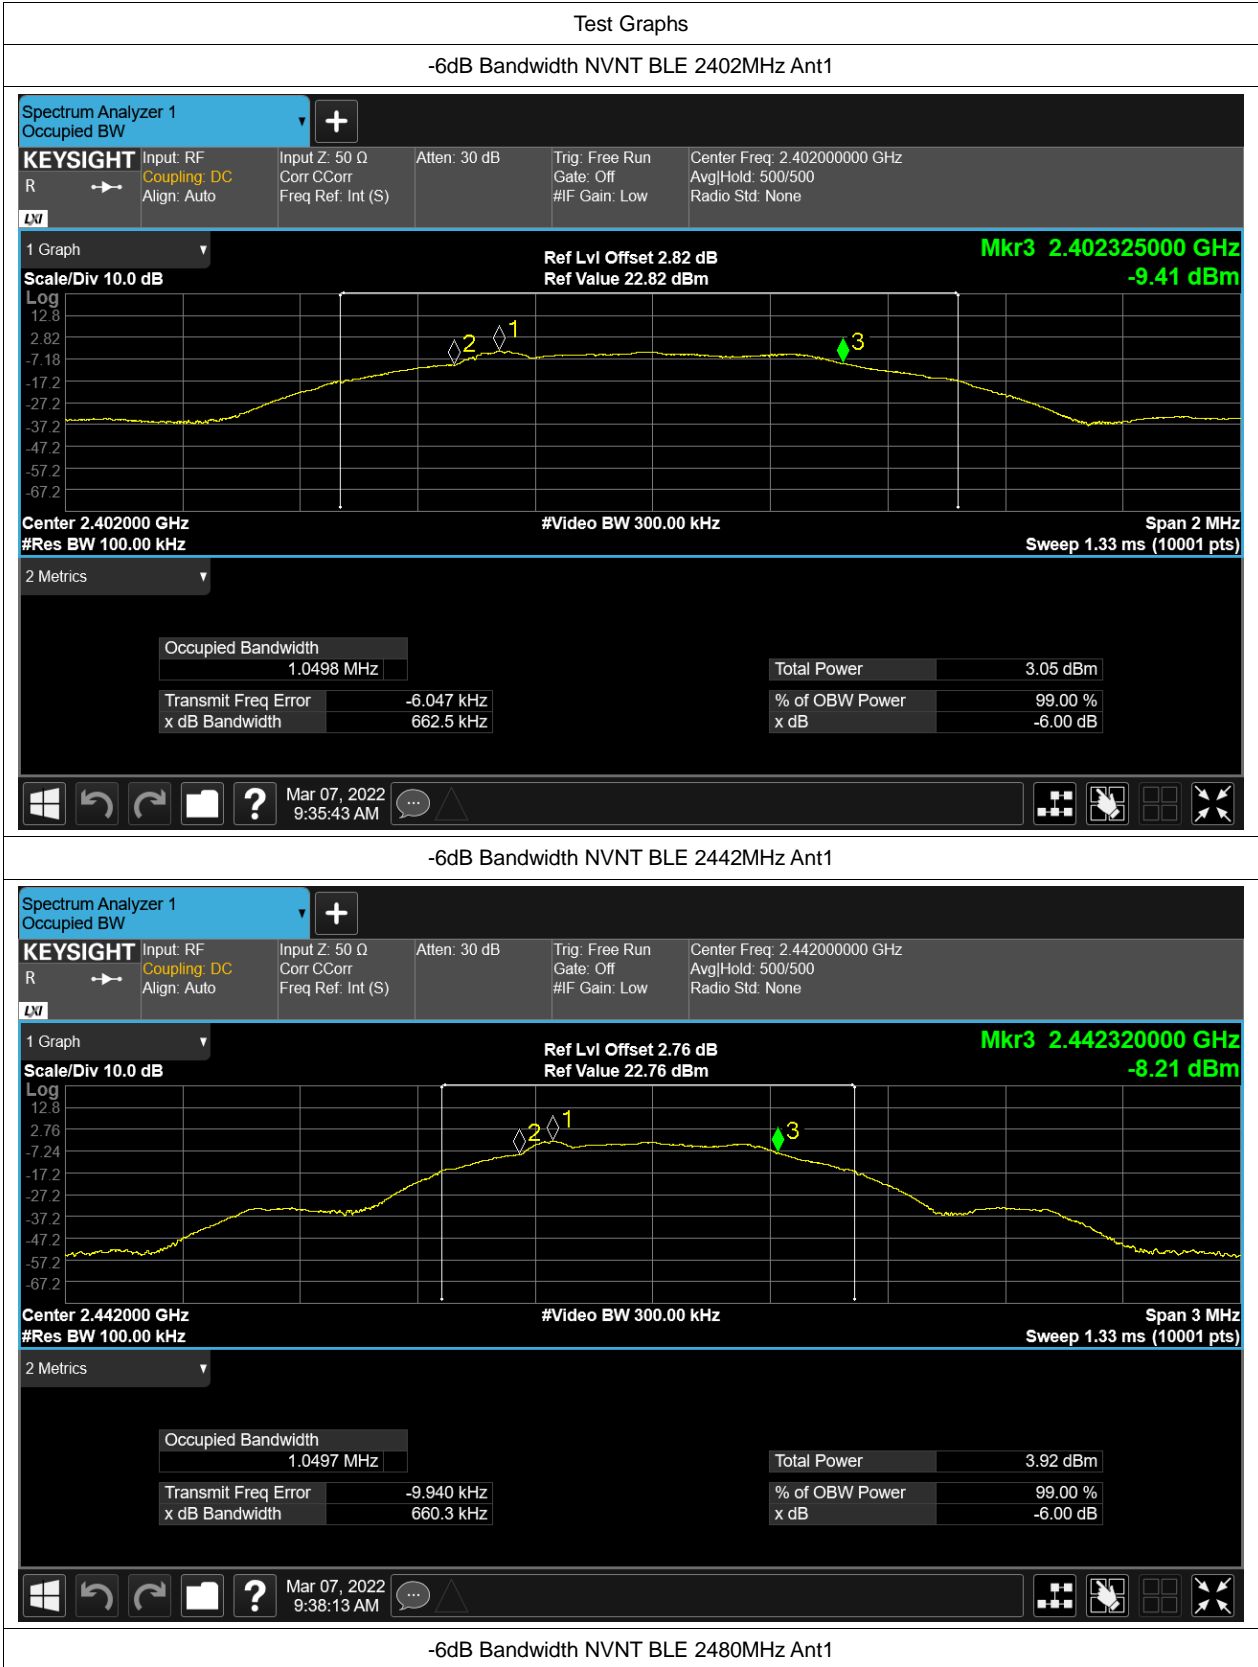 Test Graphs
-6dB Bandwidth NVNT BLE 2402MHz Ant1
Spectrum Analyzer 1
Occupied BW
KEYSIGHT
R
LXI
Input: RF
Coupling: DC
Align: Auto
Input Z: 50 Ω
Corr CCorr
Freq Ref: Int (S)
Atten: 30 dB
Trig: Free Run
Gate: Off
#IF Gain: Low
Center Freq: 2.402000000 GHz
Avg|Hold: 500/500
Radio Std: None
1 Graph
Scale/Div 10.0 dB
Ref Lvl Offset 2.82 dB
Ref Value 22.82 dBm
Mkr3 2.402325000 GHz
-9.41 dBm
Log
12.8
2.82
-7.18
-17.2
-27.2
-37.2
-47.2
-57.2
-67.2
2
1
3
Center 2.402000 GHz
#Res BW 100.00 kHz
#Video BW 300.00 kHz
Span 2 MHz
Sweep 1.33 ms (10001 pts)
2 Metrics
Occupied Bandwidth
1.0498 MHz
Transmit Freq Error -6.047 kHz
x dB Bandwidth 662.5 kHz
Total Power 3.05 dBm
% of OBW Power 99.00 %
x dB -6.00 dB
?
Mar 07, 2022
9:35:43 AM
-6dB Bandwidth NVNT BLE 2442MHz Ant1
Spectrum Analyzer 1
Occupied BW
KEYSIGHT
R
LXI
Input: RF
Coupling: DC
Align: Auto
Input Z: 50 Ω
Corr CCorr
Freq Ref: Int (S)
Atten: 30 dB
Trig: Free Run
Gate: Off
#IF Gain: Low
Center Freq: 2.442000000 GHz
Avg|Hold: 500/500
Radio Std: None
1 Graph
Scale/Div 10.0 dB
Ref Lvl Offset 2.76 dB
Ref Value 22.76 dBm
Mkr3 2.442320000 GHz
-8.21 dBm
Log
12.8
2.76
-7.24
-17.2
-27.2
-37.2
-47.2
-57.2
-67.2
2
1
3
Center 2.442000 GHz
#Res BW 100.00 kHz
#Video BW 300.00 kHz
Span 3 MHz
Sweep 1.33 ms (10001 pts)
2 Metrics
Occupied Bandwidth
1.0497 MHz
Transmit Freq Error -9.940 kHz
x dB Bandwidth 660.3 kHz
Total Power 3.92 dBm
% of OBW Power 99.00 %
x dB -6.00 dB
?
Mar 07, 2022
9:38:13 AM
-6dB Bandwidth NVNT BLE 2480MHz Ant1